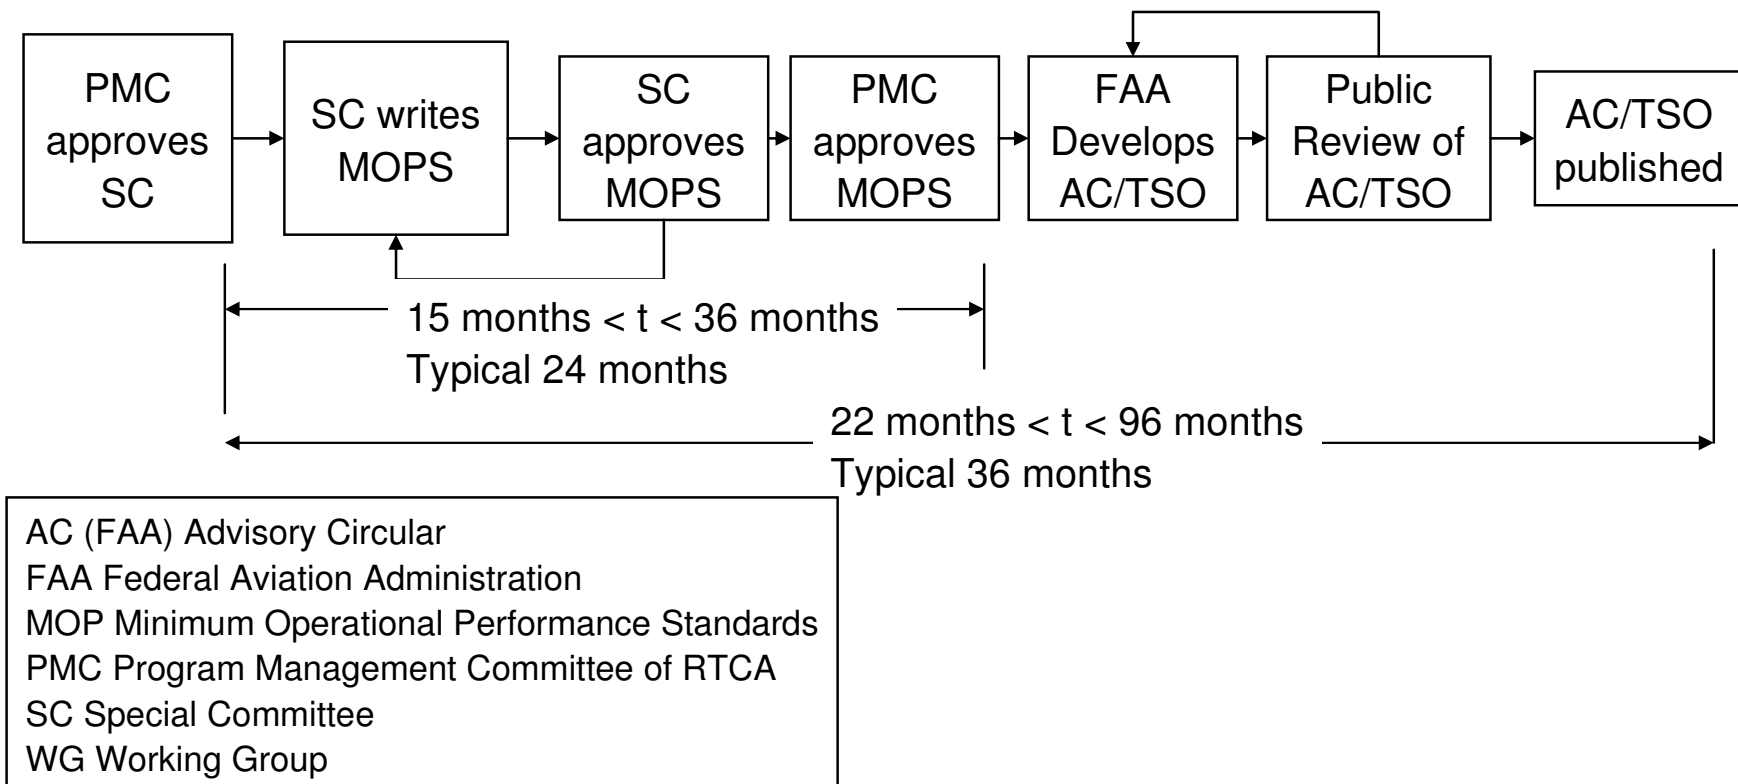 PMC
approves
SC
SC writes
MOPS
SC
approves
MOPS
PMC
approves
MOPS
FAA
Develops
AC/TSO
Public
Review of
AC/TSO
AC/TSO
published
15 months < t < 36 months
Typical 24 months
22 months < t < 96 months
Typical 36 months
AC (FAA) Advisory Circular
FAA Federal Aviation Administration
MOP Minimum Operational Performance Standards
PMC Program Management Committee of RTCA
SC Special Committee
WG Working Group